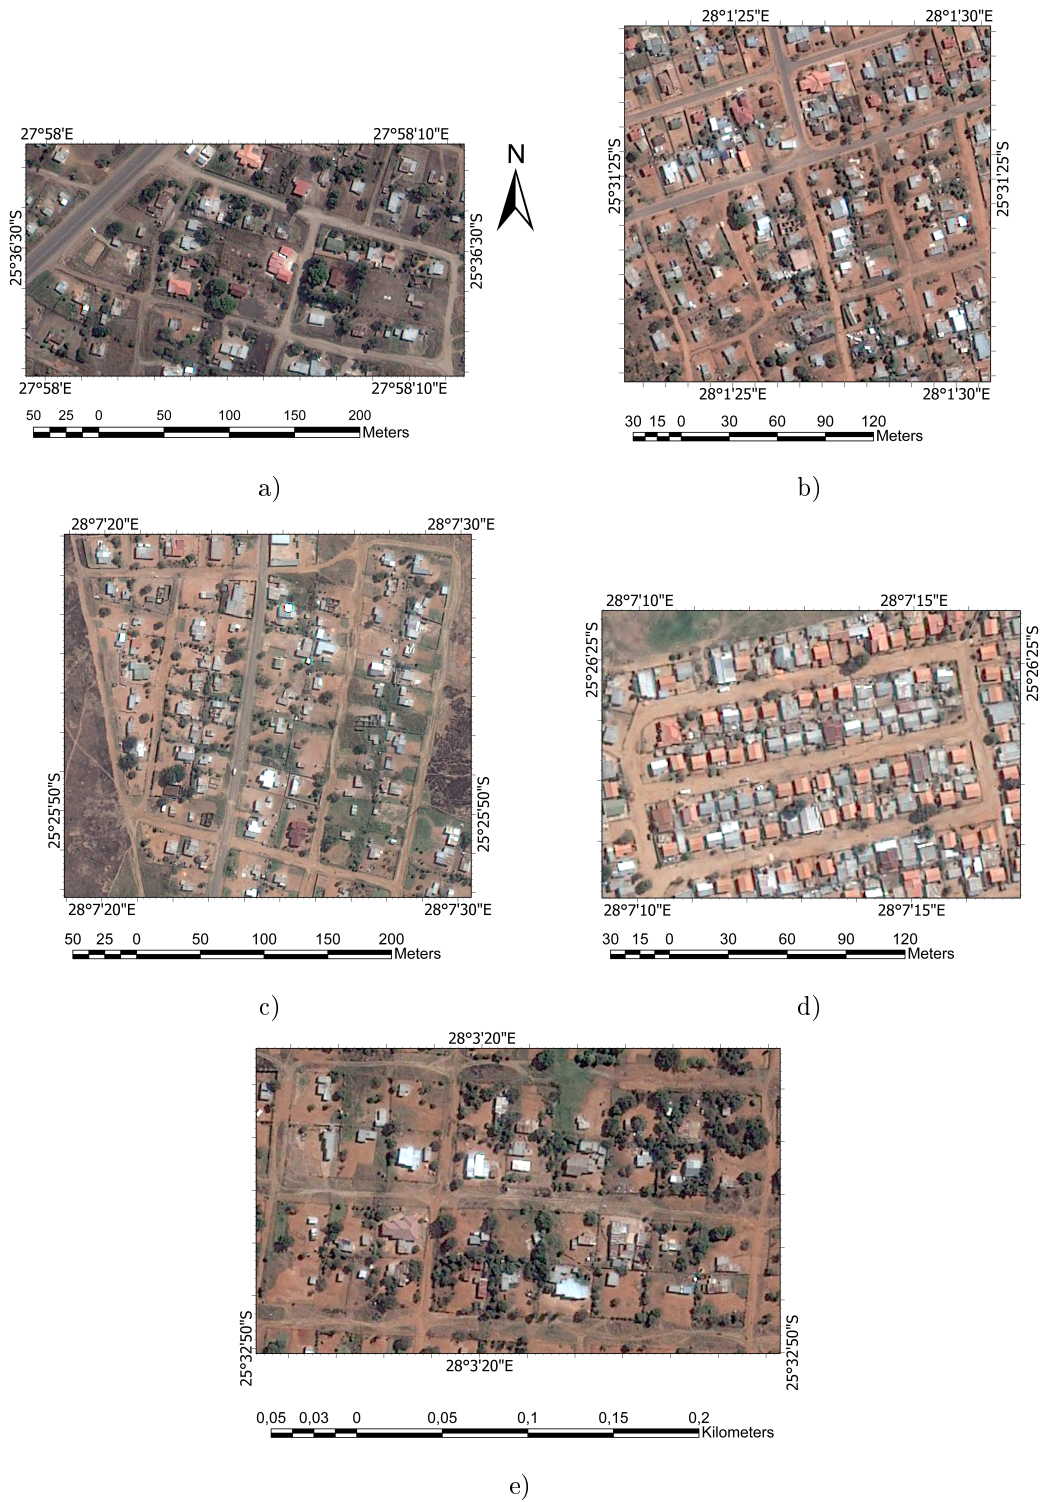 28°1'25"E 28°1'30"E
27°58'E 27°58'10"E
N
25°36'30"S 25°36'30"S
25°31'25"S 25°31'25"S
27°58'E 27°58'10"E
28°1'25"E 28°1'30"E
50 25 0 50 100 150 200
Meters
30 15 0 30 60 90 120
Meters
a) b)
28°7'20"E 28°7'30"E
25°25'50"S 25°25'50"S
28°7'20"E 28°7'30"E
50 25 0 50 100 150 200
Meters
28°7'10"E 28°7'15"E
25°26'25"S 25°26'25"S
28°7'10"E 28°7'15"E
30 15 0 30 60 90 120
Meters
c) d)
28°3'20"E
25°32'50"S 25°32'50"S
28°3'20"E
0,05 0,03 0 0,05 0,1 0,15 0,2
Kilometers
e)